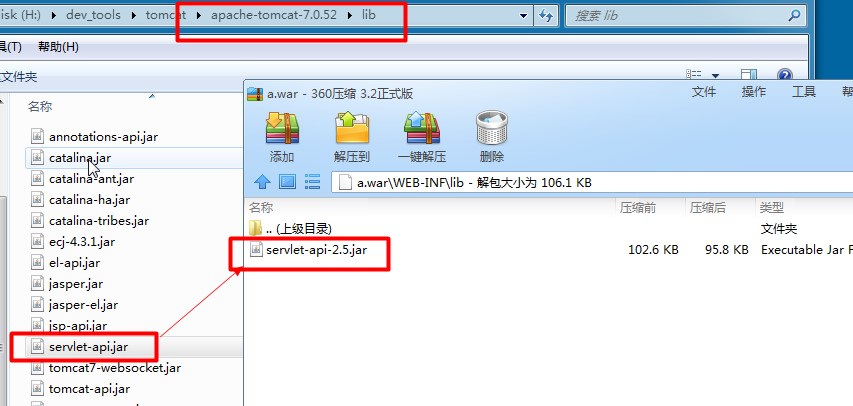 isk (H:) ▸ dev_tools ▸ tomcat ▸ apache-tomcat-7.0.52 ▸ lib
搜索 lib
具(T) 帮助(H)
文件夹
名称
annotations-api.jar
catalina.jar
catalina-ant.jar
catalina-ha.jar
catalina-tribes.jar
ecj-4.3.1.jar
el-api.jar
jasper.jar
jasper-el.jar
jsp-api.jar
servlet-api.jar
tomcat7-websocket.jar
tomcat-api.jar
a.war - 360压缩 3.2正式版
文件 操作 工具 帮
添加 解压到 一键解压 删除
a.war\WEB-INF\lib - 解包大小为 106.1 KB
名称 压缩前 压缩后 类型
.. (上级目录) 文件夹
servlet-api-2.5.jar 102.6 KB 95.8 KB Executable Jar F